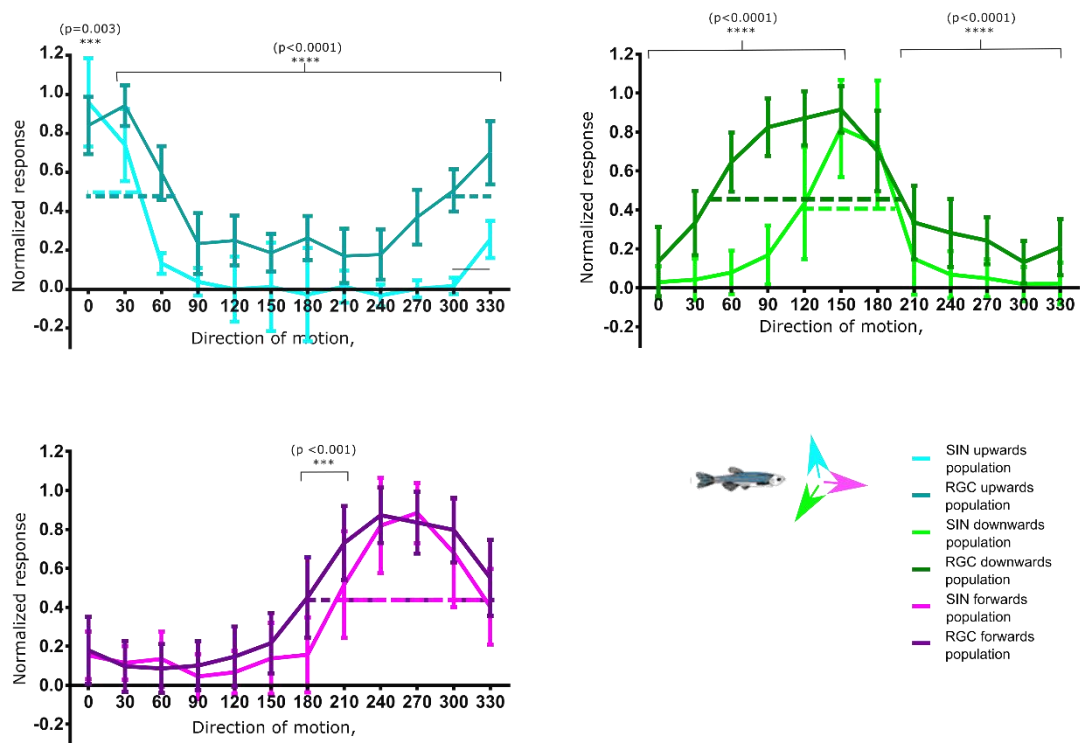 (p=0.003)
***
(p<0.0001)
****
1.2
1.0
0.8
0.6
0.4
0.2
0.0
-0.2
Normalized response
0 30 60 90 120 150 180 210 240 270 300 330
Direction of motion,
(p<0.0001)
****
(p<0.0001)
****
1.2
1.0
0.8
0.6
0.4
0.2
0.0
-0.2
Normalized response
0 30 60 90 120 150 180 210 240 270 300 330
Direction of motion,
(p <0.001)
***
1.2
1.0
0.8
0.6
0.4
0.2
0.0
-0.2
Normalized response
0 30 60 90 120 150 180 210 240 270 300 330
Direction of motion,
SIN upwards
population
RGC upwards
population
SIN downwards
population
RGC downwards
population
SIN forwards
population
RGC forwards
population